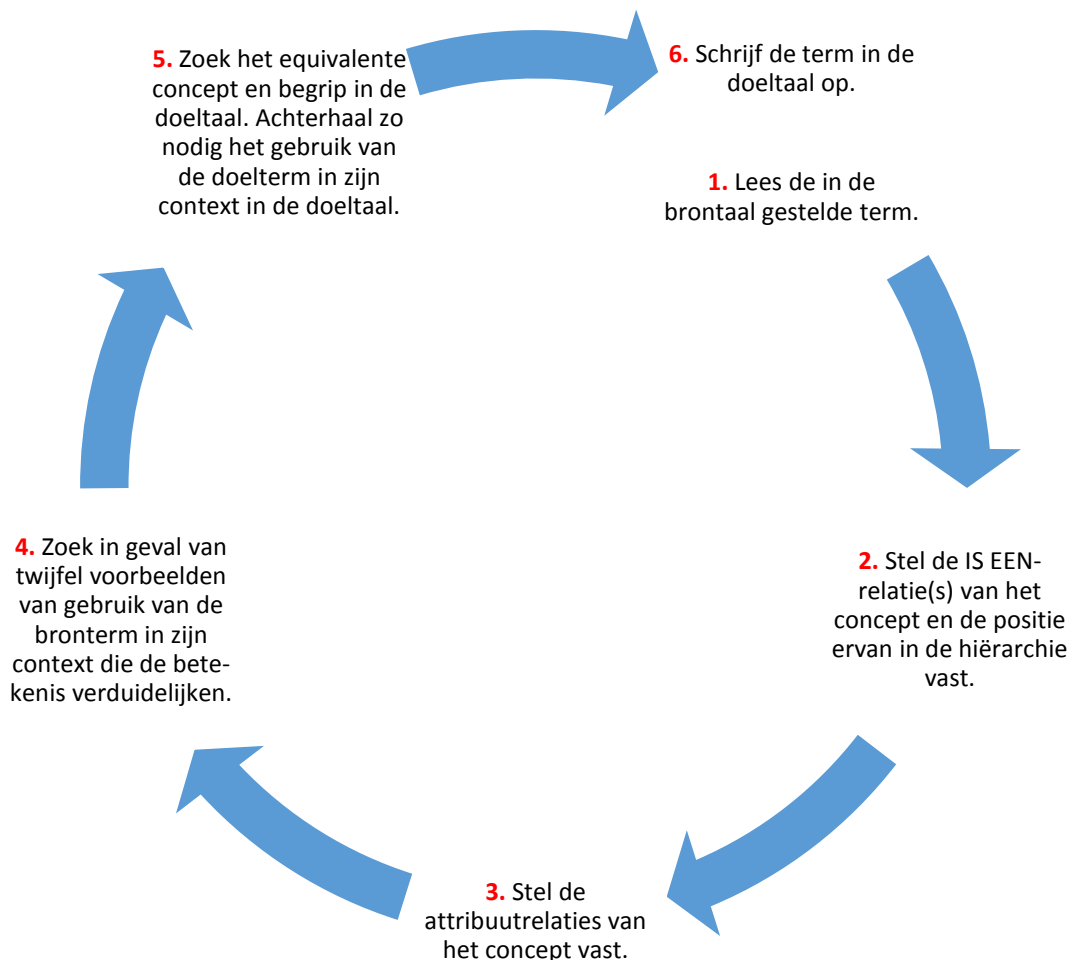 1. Lees de in de
brontaal gestelde term.
2. Stel de IS EEN-
relatie(s) van het
concept en de positie
ervan in de hiërarchie
vast.
3. Stel de
attribuutrelaties van
het concept vast.
4. Zoek in geval van
twijfel voorbeelden
van gebruik van de
bronterm in zijn
context die de bete-
kenis verduidelijken.
5. Zoek het equivalente
concept en begrip in de
doeltaal. Achterhaal zo
nodig het gebruik van
de doelterm in zijn
context in de doeltaal.
6. Schrijf de term in de
doeltaal op.